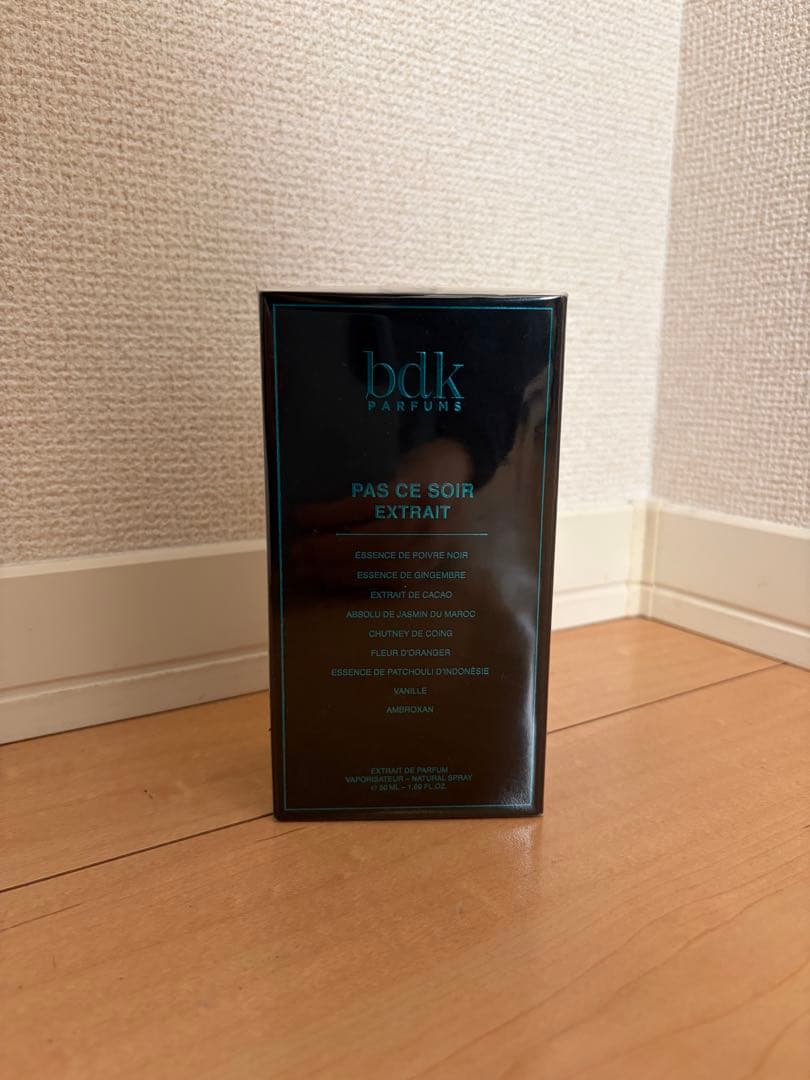 bdk
PARFUMS
PAS CE SOIR
EXTRAIT
ESSENCE DE POIVRE NOIR
ESSENCE DE GINGEMBRE
EXTRAIT DE CACAO
ABSOLU DE JASMIN DU MAROC
CHUTNEY DE COING
FLEUR D'ORANGER
ESSENCE DE PATCHOULI D'INDONÉSIE
VANILLE
AMBROXAN
EXTRAIT DE PARFUM
VAPORISATEUR – NATURAL SPRAY
℮ 50 ML – 1.69 FL.OZ.